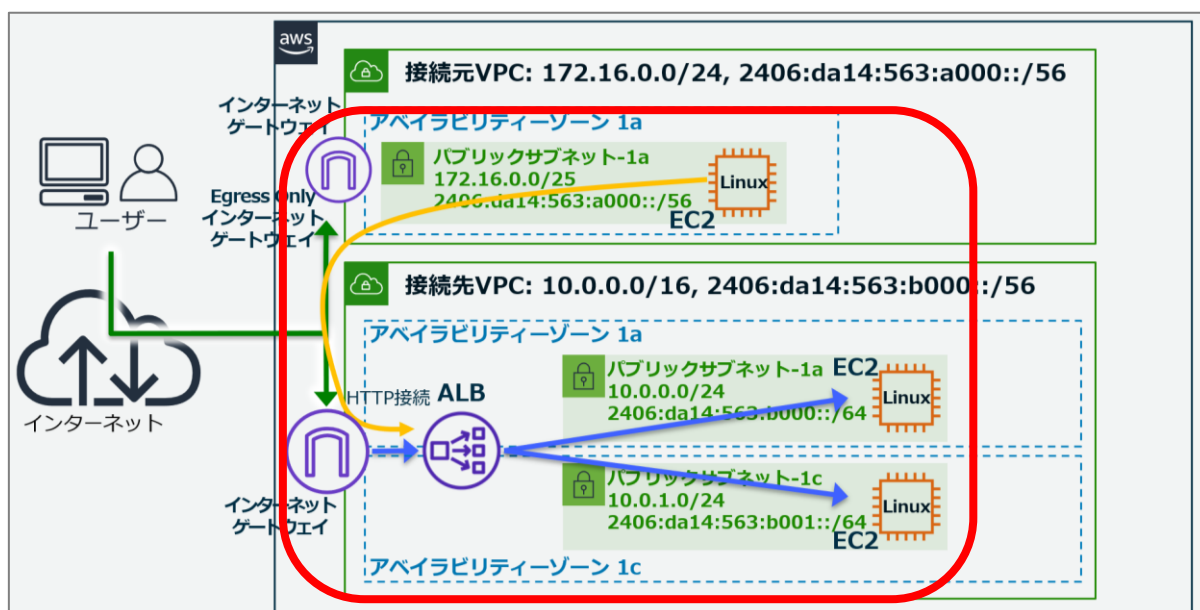 aws
接続元VPC: 172.16.0.0/24, 2406:da14:563:a000::/56
インターネット
ゲートウェイ
アベイラビリティーゾーン 1a
パブリックサブネット-1a
172.16.0.0/25
2406:da14:563:a000::/56
Linux
EC2
Egress Only
インターネット
ゲートウェイ
ユーザー
接続先VPC: 10.0.0.0/16, 2406:da14:563:b000::/56
アベイラビリティーゾーン 1a
パブリックサブネット-1a
10.0.0.0/24
2406:da14:563:b000::/64
EC2
Linux
HTTP接続
ALB
インターネット
パブリックサブネット-1c
10.0.1.0/24
2406:da14:563:b001::/64
Linux
EC2
インターネット
ゲートウェイ
アベイラビリティーゾーン 1c